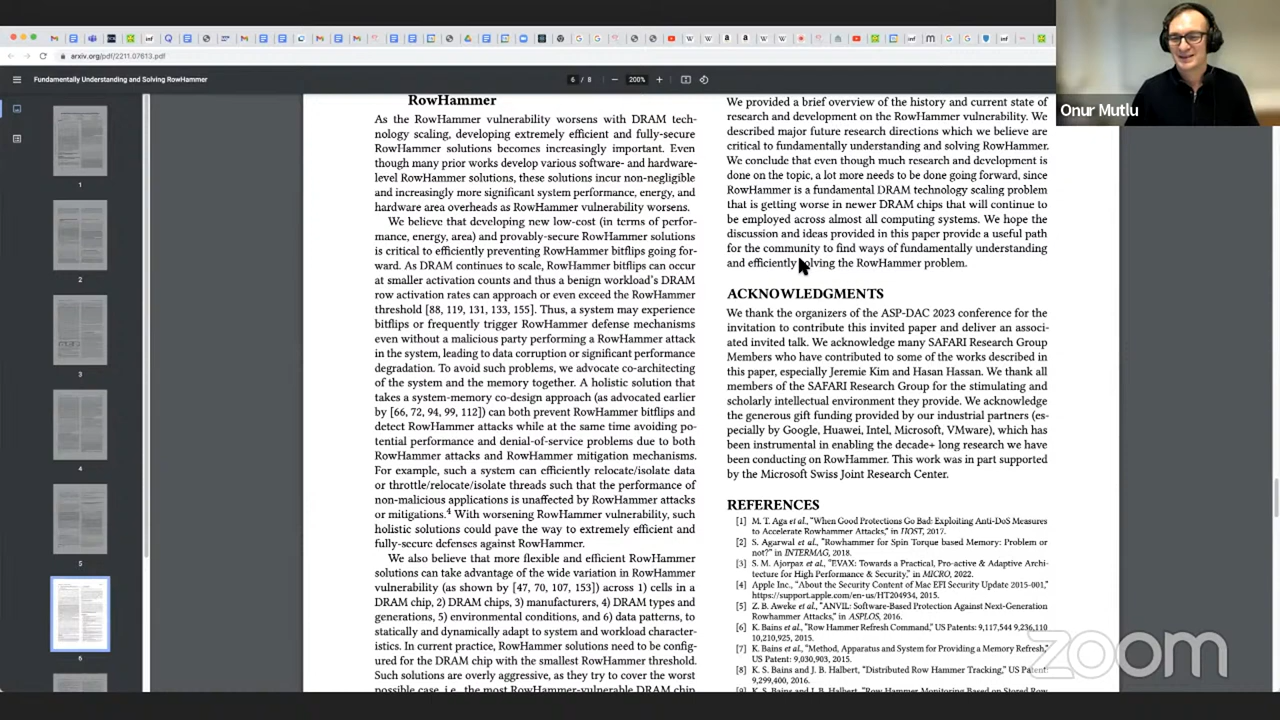 arxiv.org/pdf/2211.07613.pdf
Fundamentally Understanding and Solving RowHammer
6 / 8
200%
Onur Mutlu
1
2
3
4
5
6
RowHammer
As the RowHammer vulnerability worsens with DRAM tech-
nology scaling, developing extremely efficient and fully-secure
RowHammer solutions becomes increasingly important. Even
though many prior works develop various software- and hardware-
level RowHammer solutions, these solutions incur non-negligible
and increasingly more significant system performance, energy, and
hardware area overheads as RowHammer vulnerability worsens.
We believe that developing new low-cost (in terms of perfor-
mance, energy, area) and provably-secure RowHammer solutions
is critical to efficiently preventing RowHammer bitflips going for-
ward. As DRAM continues to scale, RowHammer bitflips can occur
at smaller activation counts and thus a benign workload's DRAM
row activation rates can approach or even exceed the RowHammer
threshold [88, 119, 131, 133, 155]. Thus, a system may experience
bitflips or frequently trigger RowHammer defense mechanisms
even without a malicious party performing a RowHammer attack
in the system, leading to data corruption or significant performance
degradation. To avoid such problems, we advocate co-architecting
of the system and the memory together. A holistic solution that
takes a system-memory co-design approach (as advocated earlier
by [66, 72, 94, 99, 112]) can both prevent RowHammer bitflips and
detect RowHammer attacks while at the same time avoiding po-
tential performance and denial-of-service problems due to both
RowHammer attacks and RowHammer mitigation mechanisms.
For example, such a system can efficiently relocate/isolate data
or throttle/relocate/isolate threads such that the performance of
non-malicious applications is unaffected by RowHammer attacks
or mitigations.4 With worsening RowHammer vulnerability, such
holistic solutions could pave the way to extremely efficient and
fully-secure defenses against RowHammer.
We also believe that more flexible and efficient RowHammer
solutions can take advantage of the wide variation in RowHammer
vulnerability (as shown by [47, 70, 107, 153]) across 1) cells in a
DRAM chip, 2) DRAM chips, 3) manufacturers, 4) DRAM types and
generations, 5) environmental conditions, and 6) data patterns, to
statically and dynamically adapt to system and workload character-
istics. In current practice, RowHammer solutions need to be config-
ured for the DRAM chip with the smallest RowHammer threshold.
Such solutions are overly aggressive, as they try to cover the worst
possible case, i.e., the most RowHammer-vulnerable DRAM chip
We provided a brief overview of the history and current state of
research and development on the RowHammer vulnerability. We
described major future research directions which we believe are
critical to fundamentally understanding and solving RowHammer.
We conclude that even though much research and development is
done on the topic, a lot more needs to be done going forward, since
RowHammer is a fundamental DRAM technology scaling problem
that is getting worse in newer DRAM chips that will continue to
be employed across almost all computing systems. We hope the
discussion and ideas provided in this paper provide a useful path
for the community to find ways of fundamentally understanding
and efficiently solving the RowHammer problem.
ACKNOWLEDGMENTS
We thank the organizers of the ASP-DAC 2023 conference for the
invitation to contribute this invited paper and deliver an associ-
ated invited talk. We acknowledge many SAFARI Research Group
Members who have contributed to some of the works described in
this paper, especially Jeremie Kim and Hasan Hassan. We thank all
members of the SAFARI Research Group for the stimulating and
scholarly intellectual environment they provide. We acknowledge
the generous gift funding provided by our industrial partners (es-
pecially by Google, Huawei, Intel, Microsoft, VMware), which has
been instrumental in enabling the decade+ long research we have
been conducting on RowHammer. This work was in part supported
by the Microsoft Swiss Joint Research Center.
REFERENCES
[1] M. T. Aga et al., "When Good Protections Go Bad: Exploiting Anti-DoS Measures
to Accelerate Rowhammer Attacks," in HOST, 2017.
[2] S. Agarwal et al., "Rowhammer for Spin Torque based Memory: Problem or
not?" in INTERMAG, 2018.
[3] S. M. Ajorpaz et al., "EVAX: Towards a Practical, Pro-active & Adaptive Archi-
tecture for High Performance & Security," in MICRO, 2022.
[4] Apple Inc., "About the Security Content of Mac EFI Security Update 2015-001,"
https://support.apple.com/en-us/HT204934, 2015.
[5] Z. B. Aweke et al., "ANVIL: Software-Based Protection Against Next-Generation
Rowhammer Attacks," in ASPLOS, 2016.
[6] K. Bains et al., "Row Hammer Refresh Command," US Patents: 9,117,544 9,236,110
10,210,925, 2015.
[7] K. Bains et al., "Method, Apparatus and System for Providing a Memory Refresh,"
US Patent: 9,030,903, 2015.
[8] K. S. Bains and J. B. Halbert, "Distributed Row Hammer Tracking," US Patent:
9,299,400, 2016.
K. S. Bains and J. B. Halbert, "Row Hammer Monitoring Based on Stored Row
zoom